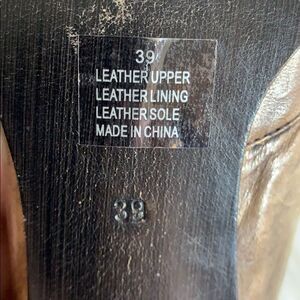 39
LEATHER UPPER
LEATHER LINING
LEATHER SOLE
MADE IN CHINA
39